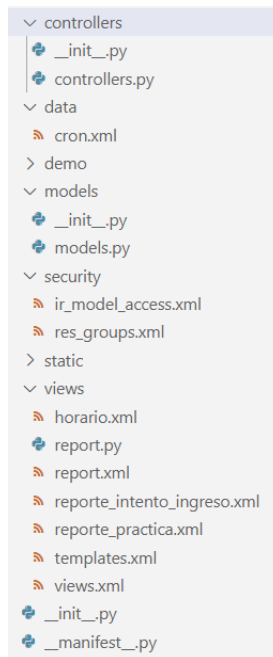 controllers
__init__.py
controllers.py
data
cron.xml
demo
models
__init__.py
models.py
security
ir_model_access.xml
res_groups.xml
static
views
horario.xml
report.py
report.xml
reporte_intento_ingreso.xml
reporte_practica.xml
templates.xml
views.xml
__init__.py
__manifest__.py